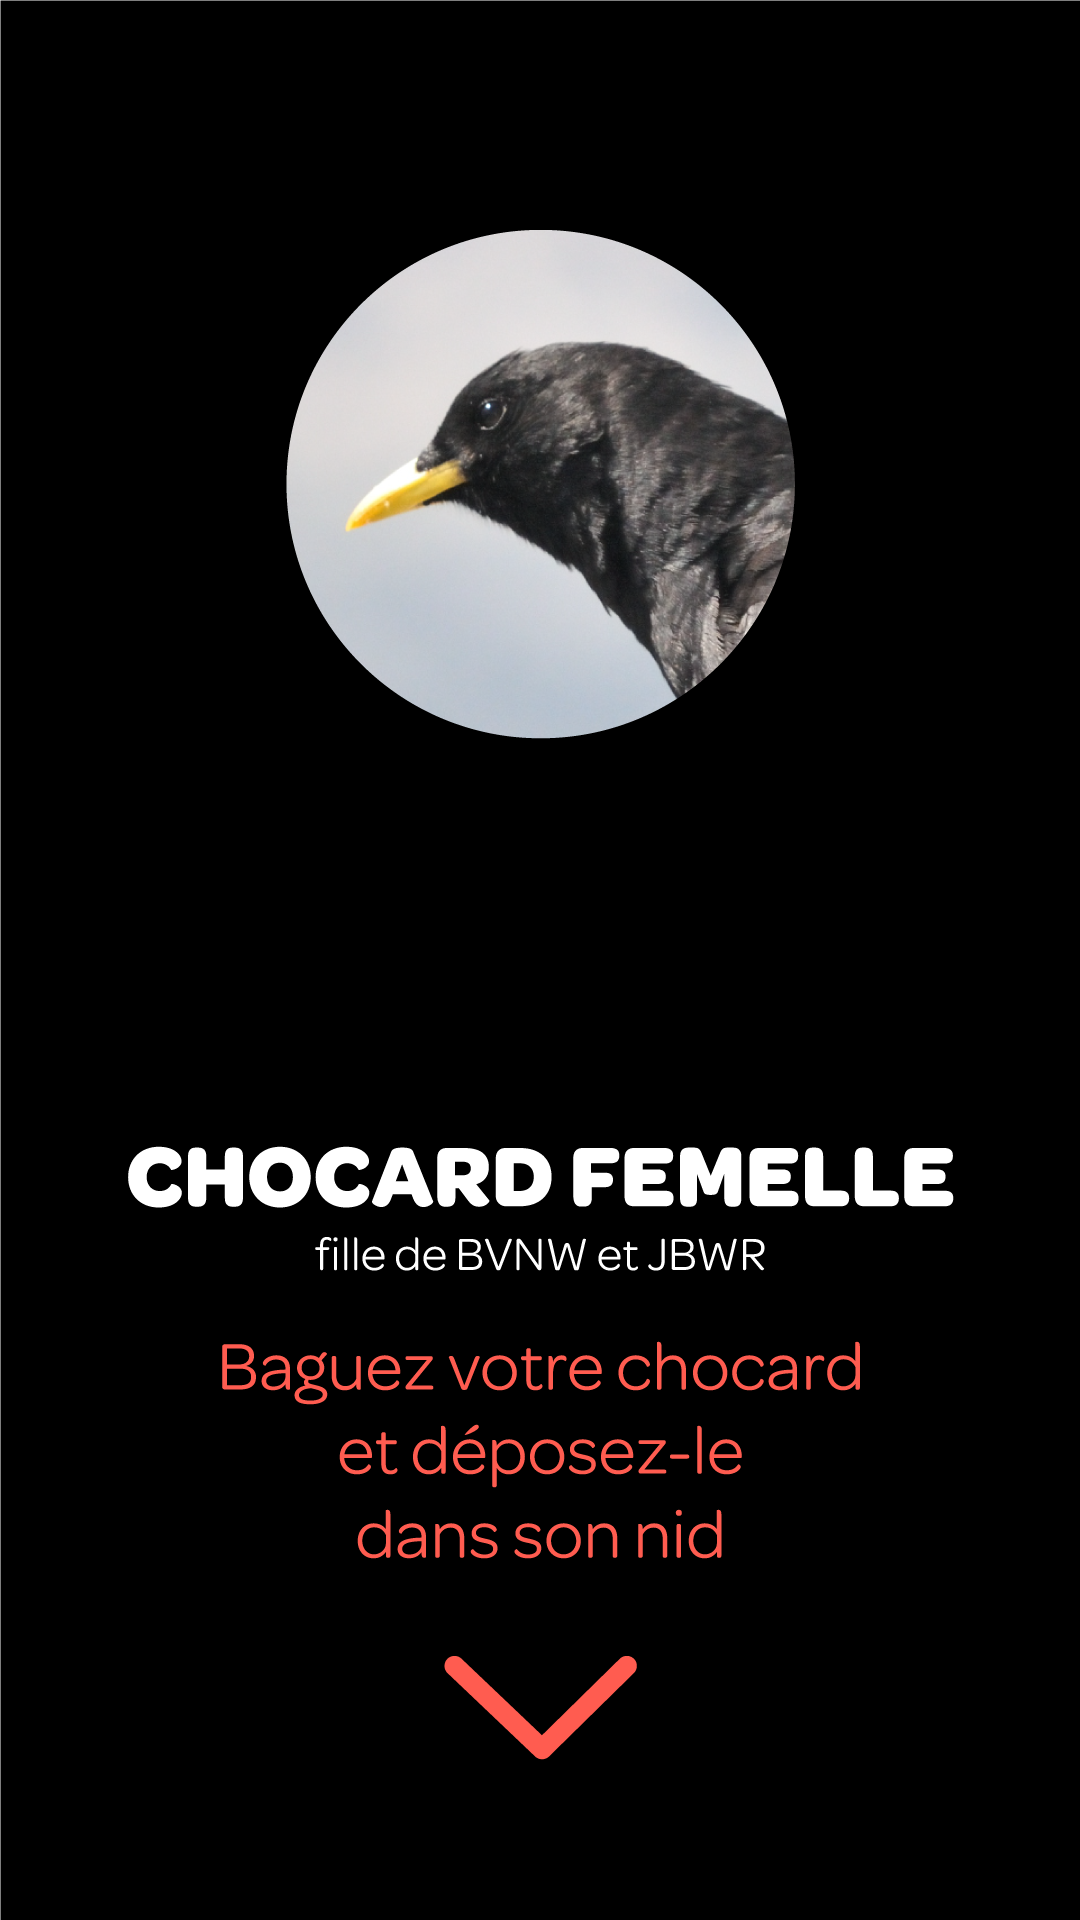 CHOCARD FEMELLE
fille de BVNW et JBWR
Baguez votre chocard
et déposez-le
dans son nid